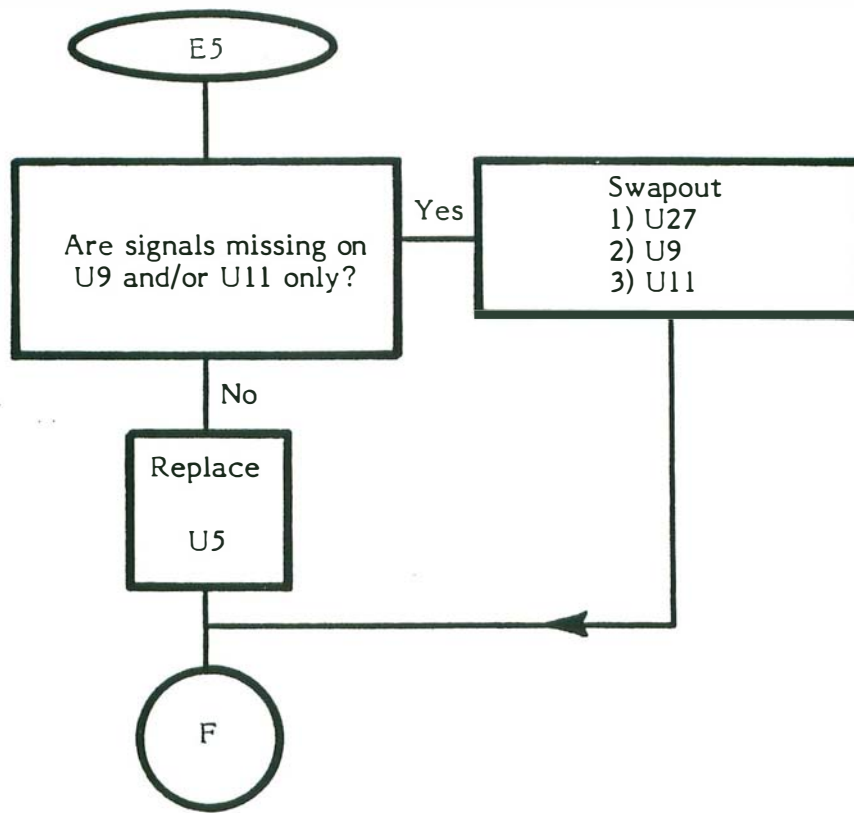 E5
Are signals missing on
U9 and/or U11 only?
Yes
Swapout
1) U27
2) U9
3) U11
No
Replace
U5
F